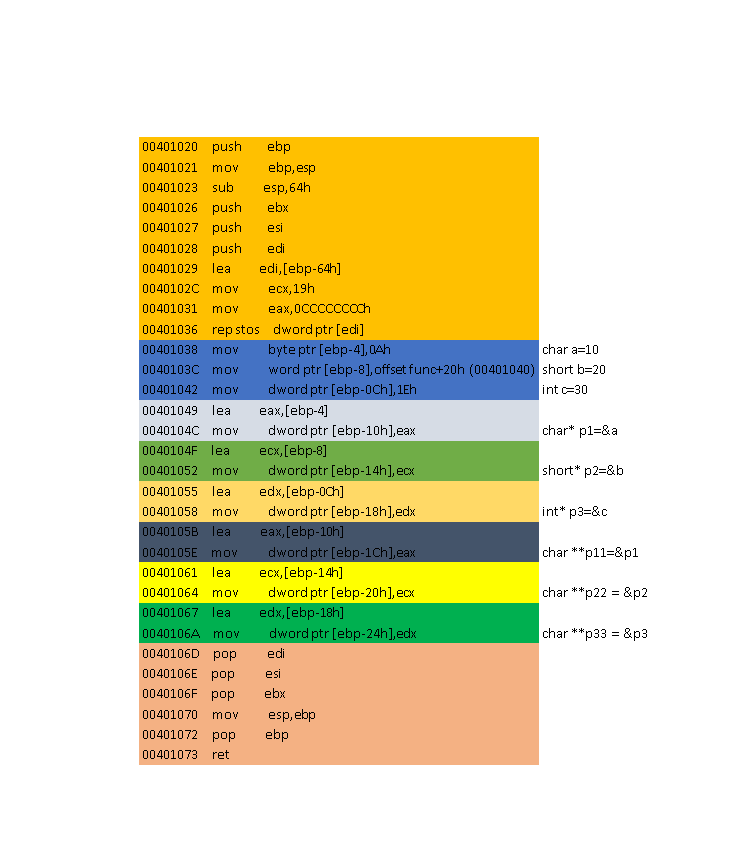 00401020 push ebp
00401021 mov ebp,esp
00401023 sub esp,64h
00401026 push ebx
00401027 push esi
00401028 push edi
00401029 lea edi,[ebp-64h]
0040102C mov ecx,19h
00401031 mov eax,0CCCCCCCCh
00401036 rep stos dword ptr [edi]
00401038 mov byte ptr [ebp-4],0Ah char a=10
0040103C mov word ptr [ebp-8],offset func+20h (00401040) short b=20
00401042 mov dword ptr [ebp-0Ch],1Eh int c=30
00401049 lea eax,[ebp-4]
0040104C mov dword ptr [ebp-10h],eax char* p1=&a
0040104F lea ecx,[ebp-8]
00401052 mov dword ptr [ebp-14h],ecx short* p2=&b
00401055 lea edx,[ebp-0Ch]
00401058 mov dword ptr [ebp-18h],edx int* p3=&c
0040105B lea eax,[ebp-10h]
0040105E mov dword ptr [ebp-1Ch],eax char **p11=&p1
00401061 lea ecx,[ebp-14h]
00401064 mov dword ptr [ebp-20h],ecx char **p22 = &p2
00401067 lea edx,[ebp-18h]
0040106A mov dword ptr [ebp-24h],edx char **p33 = &p3
0040106D pop edi
0040106E pop esi
0040106F pop ebx
00401070 mov esp,ebp
00401072 pop ebp
00401073 ret